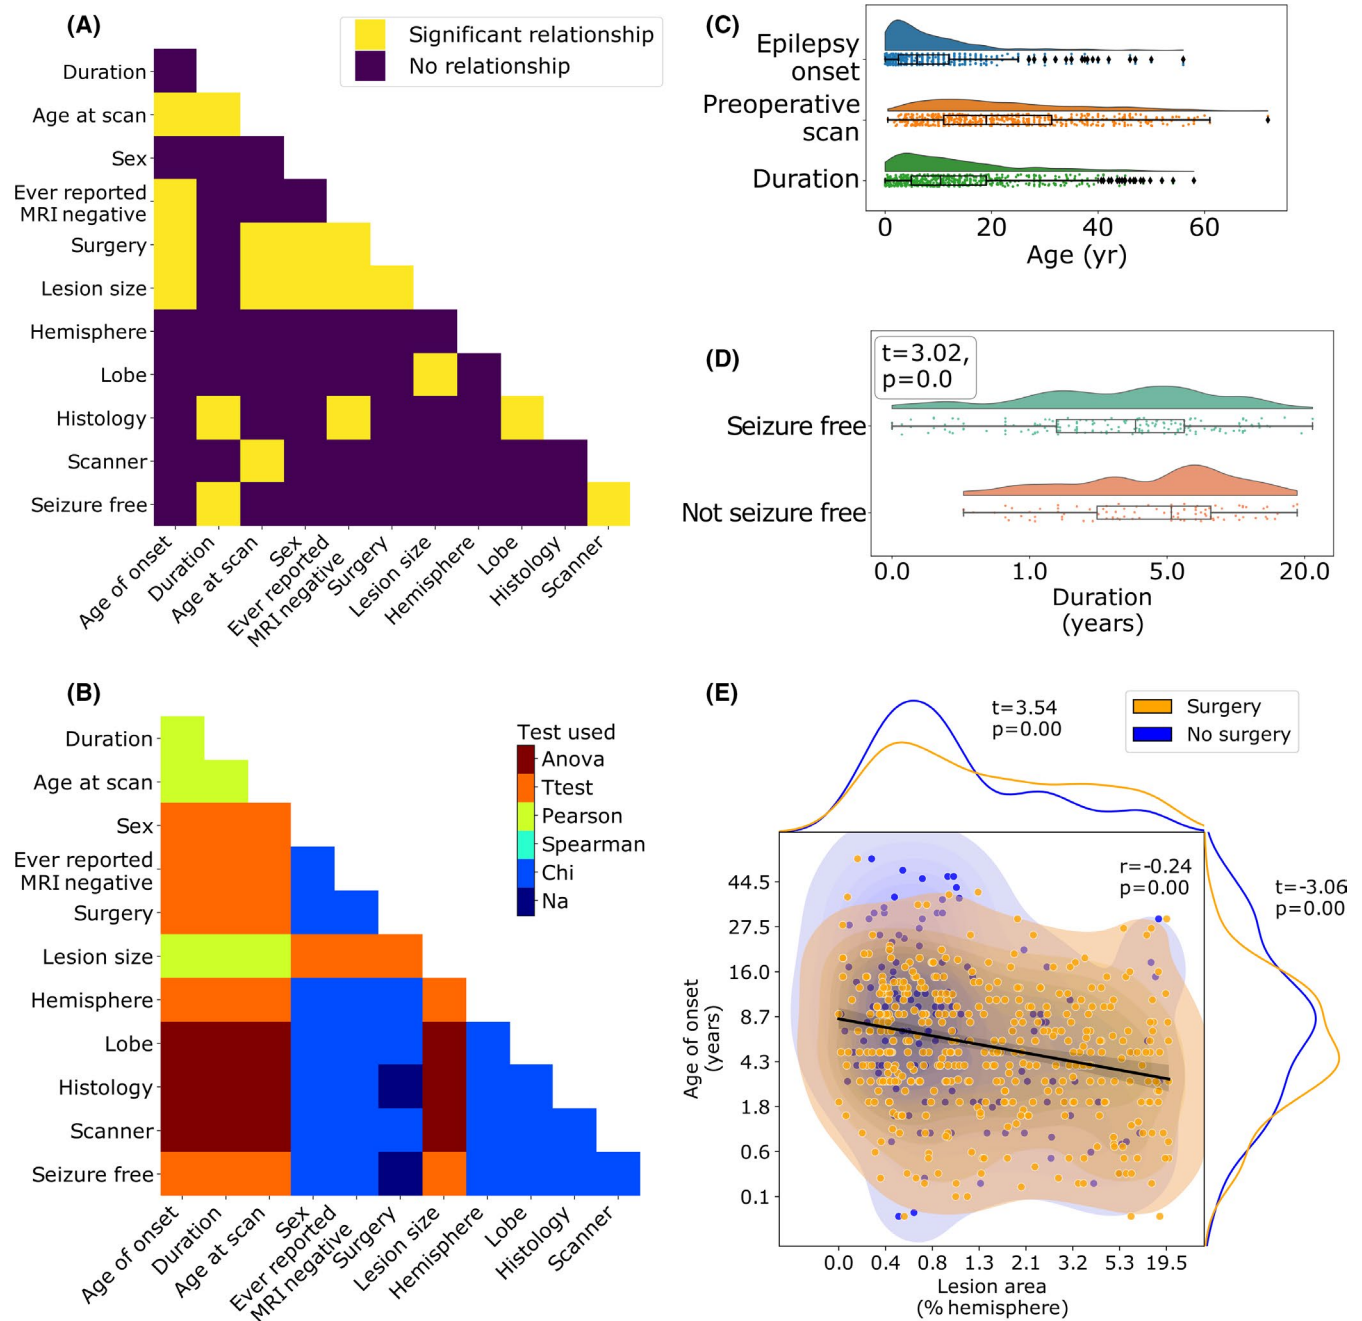 (A)
Significant relationship
No relationship
Duration
Age at scan
Sex
Ever reported
MRI negative
Surgery
Lesion size
Hemisphere
Lobe
Histology
Scanner
Seizure free
Age of onset
Duration
Age at scan
Sex
Ever reported
MRI negative
Surgery
Lesion size
Hemisphere
Lobe
Histology
Scanner
(B)
Test used
Anova
Ttest
Pearson
Spearman
Chi
Na
Duration
Age at scan
Sex
Ever reported
MRI negative
Surgery
Lesion size
Hemisphere
Lobe
Histology
Scanner
Seizure free
Age of onset
Duration
Age at scan
Sex
Ever reported
MRI negative
Surgery
Lesion size
Hemisphere
Lobe
Histology
Scanner
(C)
Epilepsy
onset
Preoperative
scan
Duration
0 20 40 60
Age (yr)
(D)
t=3.02,
p=0.0
Seizure free
Not seizure free
0.0 1.0 5.0 20.0
Duration
(years)
(E)
t=3.54
p=0.00
Surgery
No surgery
r=-0.24
p=0.00
t=-3.06
p=0.00
44.5
27.5
16.0
8.7
4.3
1.8
0.6
0.1
Age of onset
(years)
0.0 0.4 0.8 1.3 2.1 3.2 5.3 19.5
Lesion area
(% hemisphere)